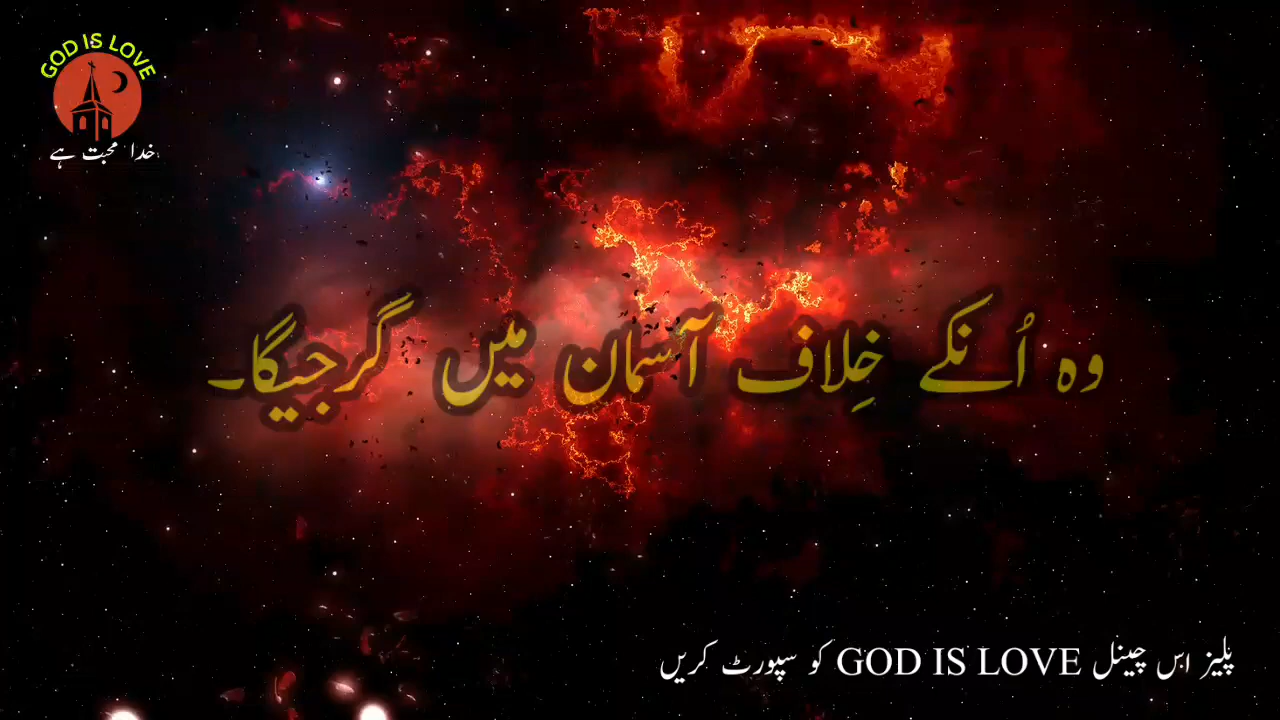 GOD IS LOVE
خدا محبت ہے
وہ اُنکے خِلاف آسمان میں گرجیگا۔
پلیز اس چینل GOD IS LOVE کو سپورٹ کریں